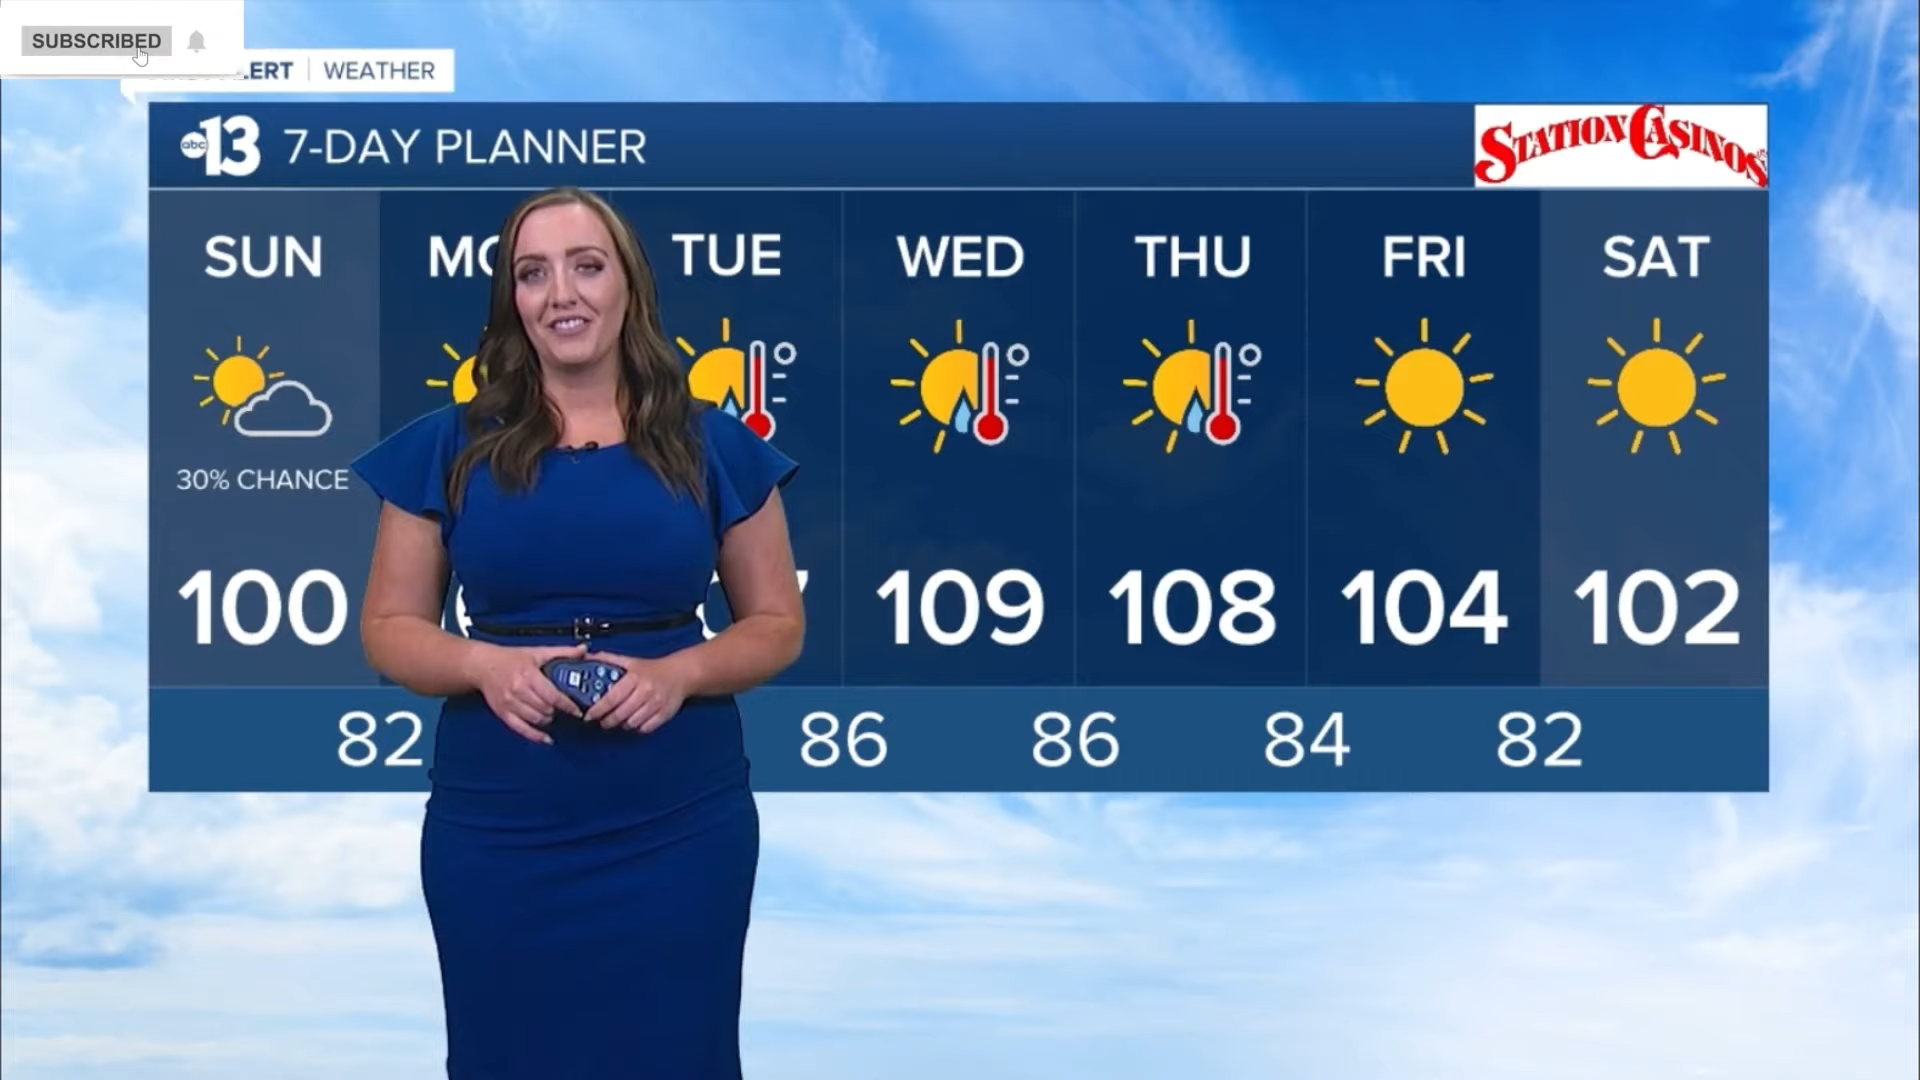 SUBSCRIBED
ALERT | WEATHER
abc 13 7-DAY PLANNER
STATION CASINOS
SUN TUE WED THU FRI SAT
30% CHANCE
100 109 108 104 102
82 86 86 84 82